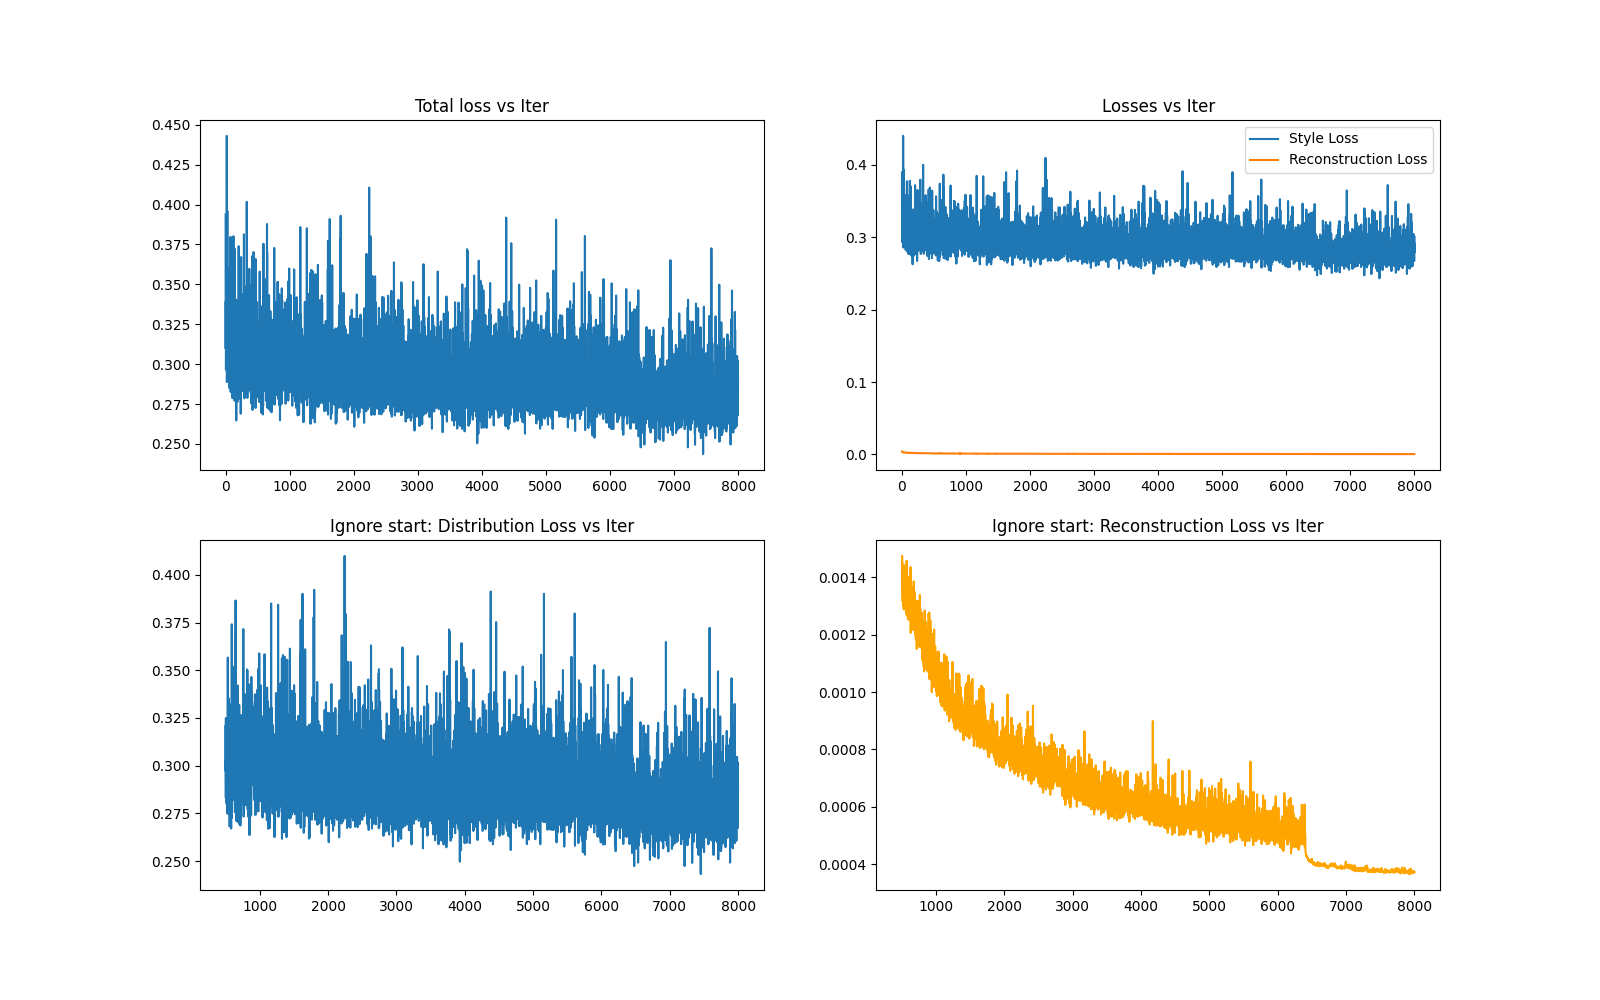 Total loss vs Iter
0.450
0.425
0.400
0.375
0.350
0.325
0.300
0.275
0.250
0 1000 2000 3000 4000 5000 6000 7000 8000
Losses vs Iter
Style Loss
Reconstruction Loss
0.4
0.3
0.2
0.1
0.0
0 1000 2000 3000 4000 5000 6000 7000 8000
Ignore start: Distribution Loss vs Iter
0.400
0.375
0.350
0.325
0.300
0.275
0.250
1000 2000 3000 4000 5000 6000 7000 8000
Ignore start: Reconstruction Loss vs Iter
0.0014
0.0012
0.0010
0.0008
0.0006
0.0004
1000 2000 3000 4000 5000 6000 7000 8000